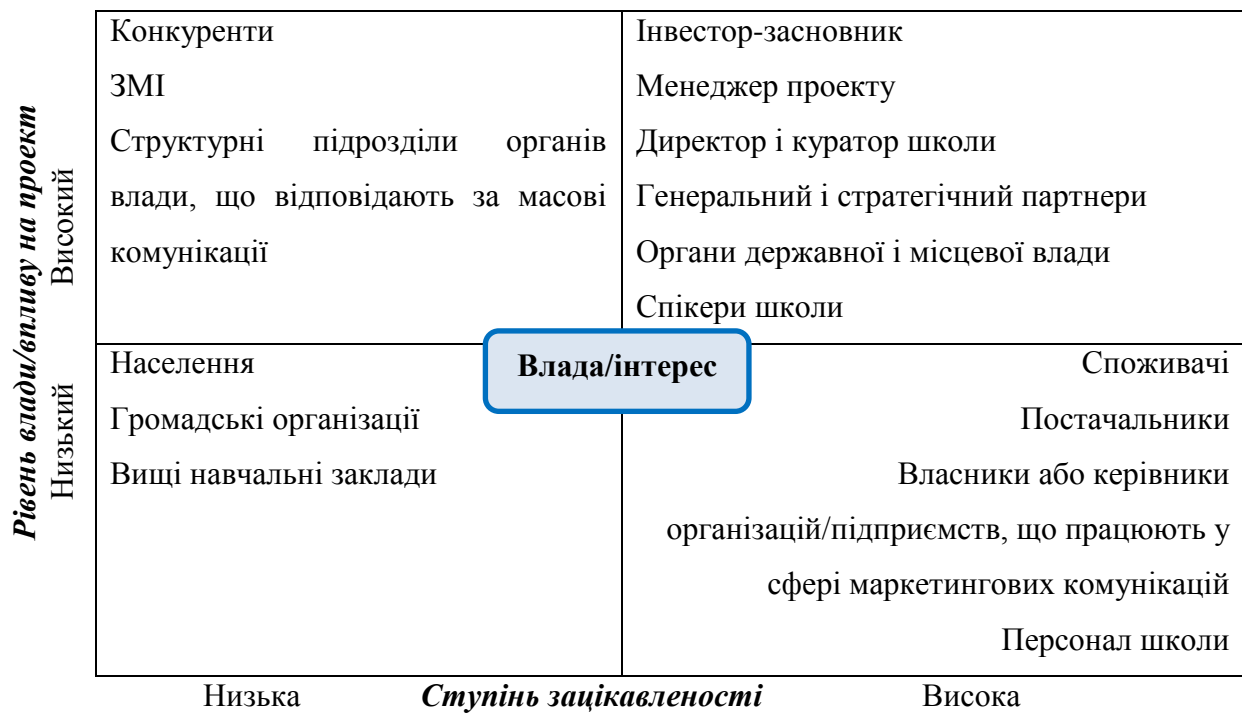 Конкуренти
ЗМІ
Структурні підрозділи органів
влади, що відповідають за масові
комунікації
Інвестор-засновник
Менеджер проекту
Директор і куратор школи
Генеральний і стратегічний партнери
Органи державної і місцевої влади
Спікери школи
Рівень влади/впливу на проект
Високий
Низький
Влада/інтерес
Населення
Громадські організації
Вищі навчальні заклади
Споживачі
Постачальники
Власники або керівники
організацій/підприємств, що працюють у
сфері маркетингових комунікацій
Персонал школи
Низька Ступінь зацікавленості Висока